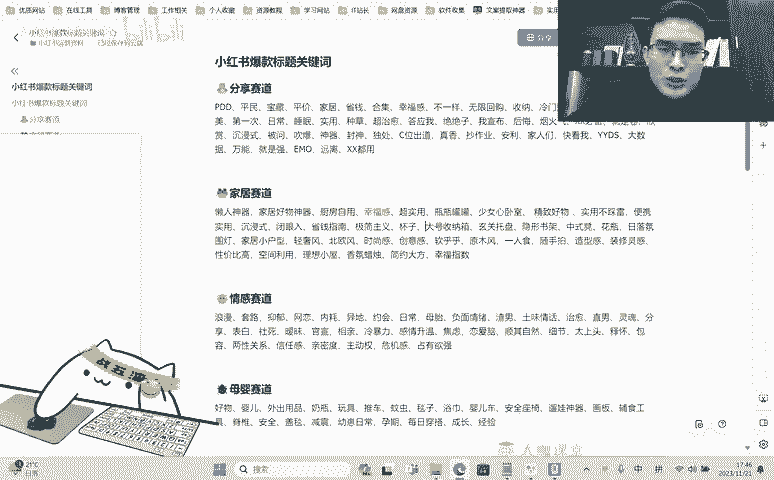 优质网站 在线工具 博客管理 工作相关 个人收藏 资源教程 学习网站 IT站长 网盘资源 软件收集 文案提取神器
小红书爆款标题关键词
分享
小红书爆款标题关键词
小红书爆款标题关键词
小红书爆款标题关键词
分享赛道
分享赛道
PDD、平民、宝藏、平价、家居、省钱、合集、幸福感、不一样、无限回购、收纳、冷门
美、第一次、日常、睡眠、实用、种草、超治愈、答应我、绝绝子、我宣布、后悔、烟火
赏、沉浸式、被问、吹爆、神器、封神、独处、C位出道、真香、抄作业、安利、家人们、快看我、YYDS、大数
据、万能、就是强、EMO、远离、XX都用
家居赛道
懒人神器、家居好物神器、厨房自用、幸福感、超实用、瓶瓶罐罐、少女心卧室、精致好物、实用不踩雷、便携
实用、沉浸式、闭眼入、省钱指南、极简主义、杯子、大号收纳箱、玄关托盘、隐形书架、中式凳、花瓶、日落氛
围灯、家居小户型、轻奢风、北欧风、时尚感、创意感、软乎乎、原木风、一人食、随手拍、造型感、装修灵感、
性价比高、空间利用、理想小屋、香氛蜡烛、简约大方、幸福指数
情感赛道
浪漫、套路、抑郁、网恋、内耗、异地、约会、日常、母胎、负面情绪、渣男、土味情话、治愈、直男、灵魂、分
享、表白、社死、暧昧、官宣、相亲、冷暴力、感情升温、焦虑、恋爱脑、顺其自然、细节、太上头、释怀、包
容、两性关系、信任感、亲密度、主动权、危机感、占有欲强
母婴赛道
好物、婴儿、外出用品、奶瓶、玩具、推车、蚊虫、毯子、浴巾、婴儿车、安全座椅、遛娃神器、画板、辅食工
具、脊椎、安全、盖毯、减震、幼崽日常、孕期、每日穿搭、成长、经验
战五渣
21°C
搜索
中 拼
17:46
2023/11/21